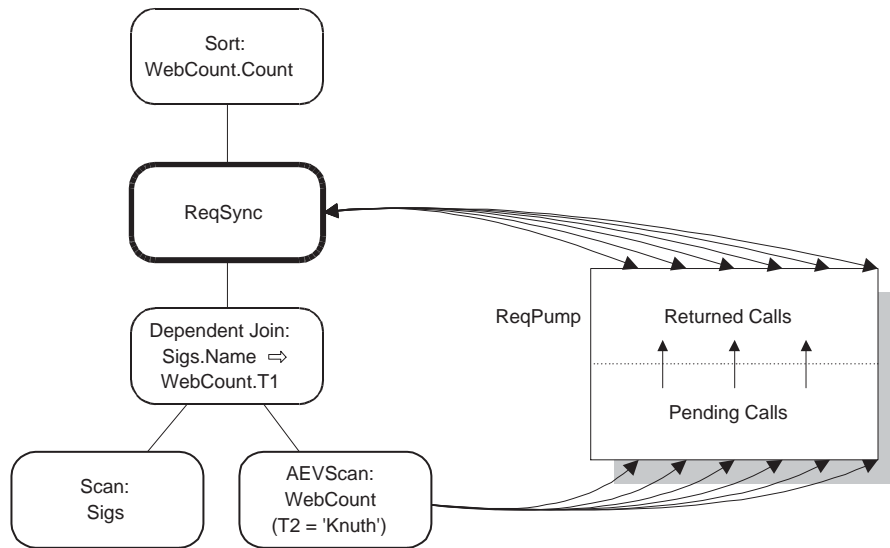 Sort:
WebCount.Count
ReqSync
Dependent Join:
Sigs.Name ⇨
WebCount.T1
Scan:
Sigs
AEVScan:
WebCount
(T2 = 'Knuth')
ReqPump
Returned Calls
Pending Calls